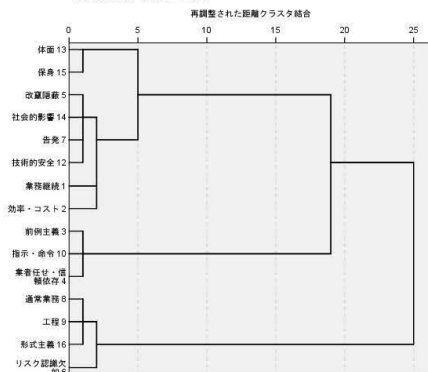 再調整された距離クラスタ結合
0 5 10 15 20 25
体面 13
保身 15
改竄隠蔽 5
社会的影響 14
告発 7
技術的安全 12
業務継続 1
効率・コスト 2
前例主義 3
指示・命令 10
業者任せ・信
頼依存 4
通常業務 8
工程 9
形式主義 16
リスク認識欠